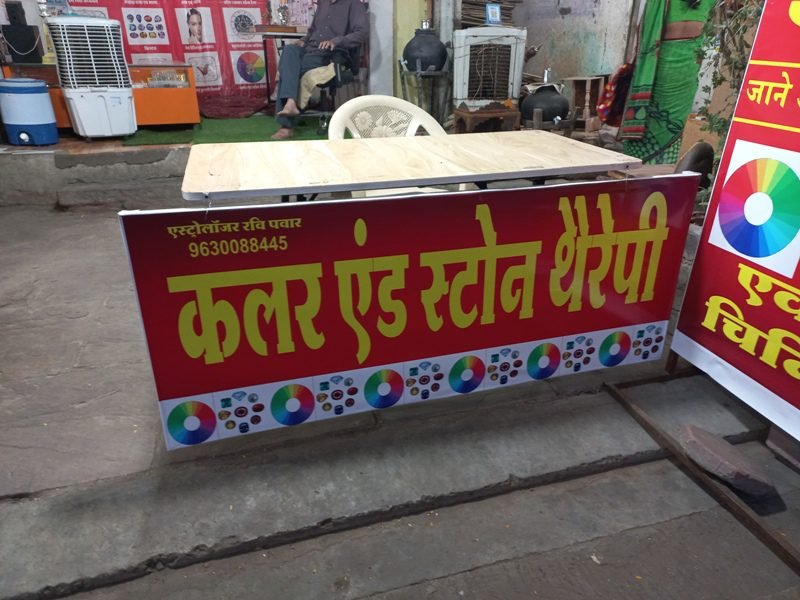 एस्ट्रोलॉजर रवि पवार
9630088445
कलर एंड स्टोन थैरेपी
जाने